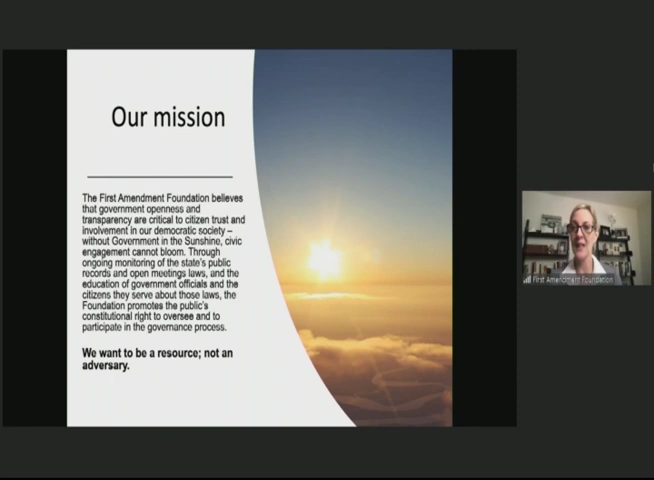 Our mission
The First Amendment Foundation believes
that government openness and
transparency are critical to citizen trust and
involvement in our democratic society –
without Government in the Sunshine, civic
engagement cannot bloom. Through
ongoing monitoring of the state's public
records and open meetings laws, and the
education of government officials and the
citizens they serve about those laws, the
Foundation promotes the public's
constitutional right to oversee and to
participate in the governance process.
We want to be a resource; not an
adversary.
First Amendment Foundation